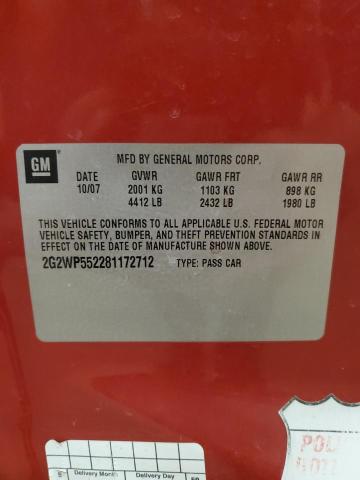 GM
MFD BY GENERAL MOTORS CORP.
DATE GVWR GAWR FRT GAWR RR
10/07 2001 KG 1103 KG 898 KG
4412 LB 2432 LB 1980 LB
THIS VEHICLE CONFORMS TO ALL APPLICABLE U.S. FEDERAL MOTOR
VEHICLE SAFETY, BUMPER, AND THEFT PREVENTION STANDARDS IN
EFFECT ON THE DATE OF MANUFACTURE SHOWN ABOVE.
2G2WP552281172712 TYPE: PASS CAR
Delivery Month Delivery Day